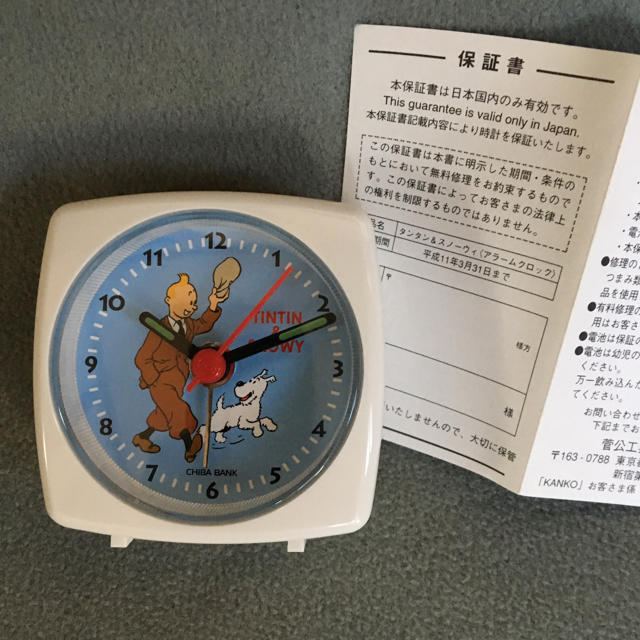 12
1
2
3
4
5
6
7
8
9
10
11
TINTIN
&
CHIBA BANK
保証書
本保証書は日本国内のみ有効です。
This guarantee is valid only in Japan.
本保証書記載内容により時計を保証いたします。
この保証書は本書に明示した期間・条件の
もとにおいて無料修理をお約束するもので
す。この保証書によってお客さまの法律上
の権利を制限するものではありません。
名 タンタン&スノーウィ(アラームクロック)
期間 平成11年3月31日まで
〒
様方
様
いたしませんので、大切に保管
●修理の
つまみ類
品を使用
●有料修理の
用はお客さ
●電池は保証の
●電池は幼児の
ください。
万一飲み込んだ
てください。
お問い合わせ
下記までお
菅公工
〒163-0788 東京都
新宿第
「KANKO」お客さま係